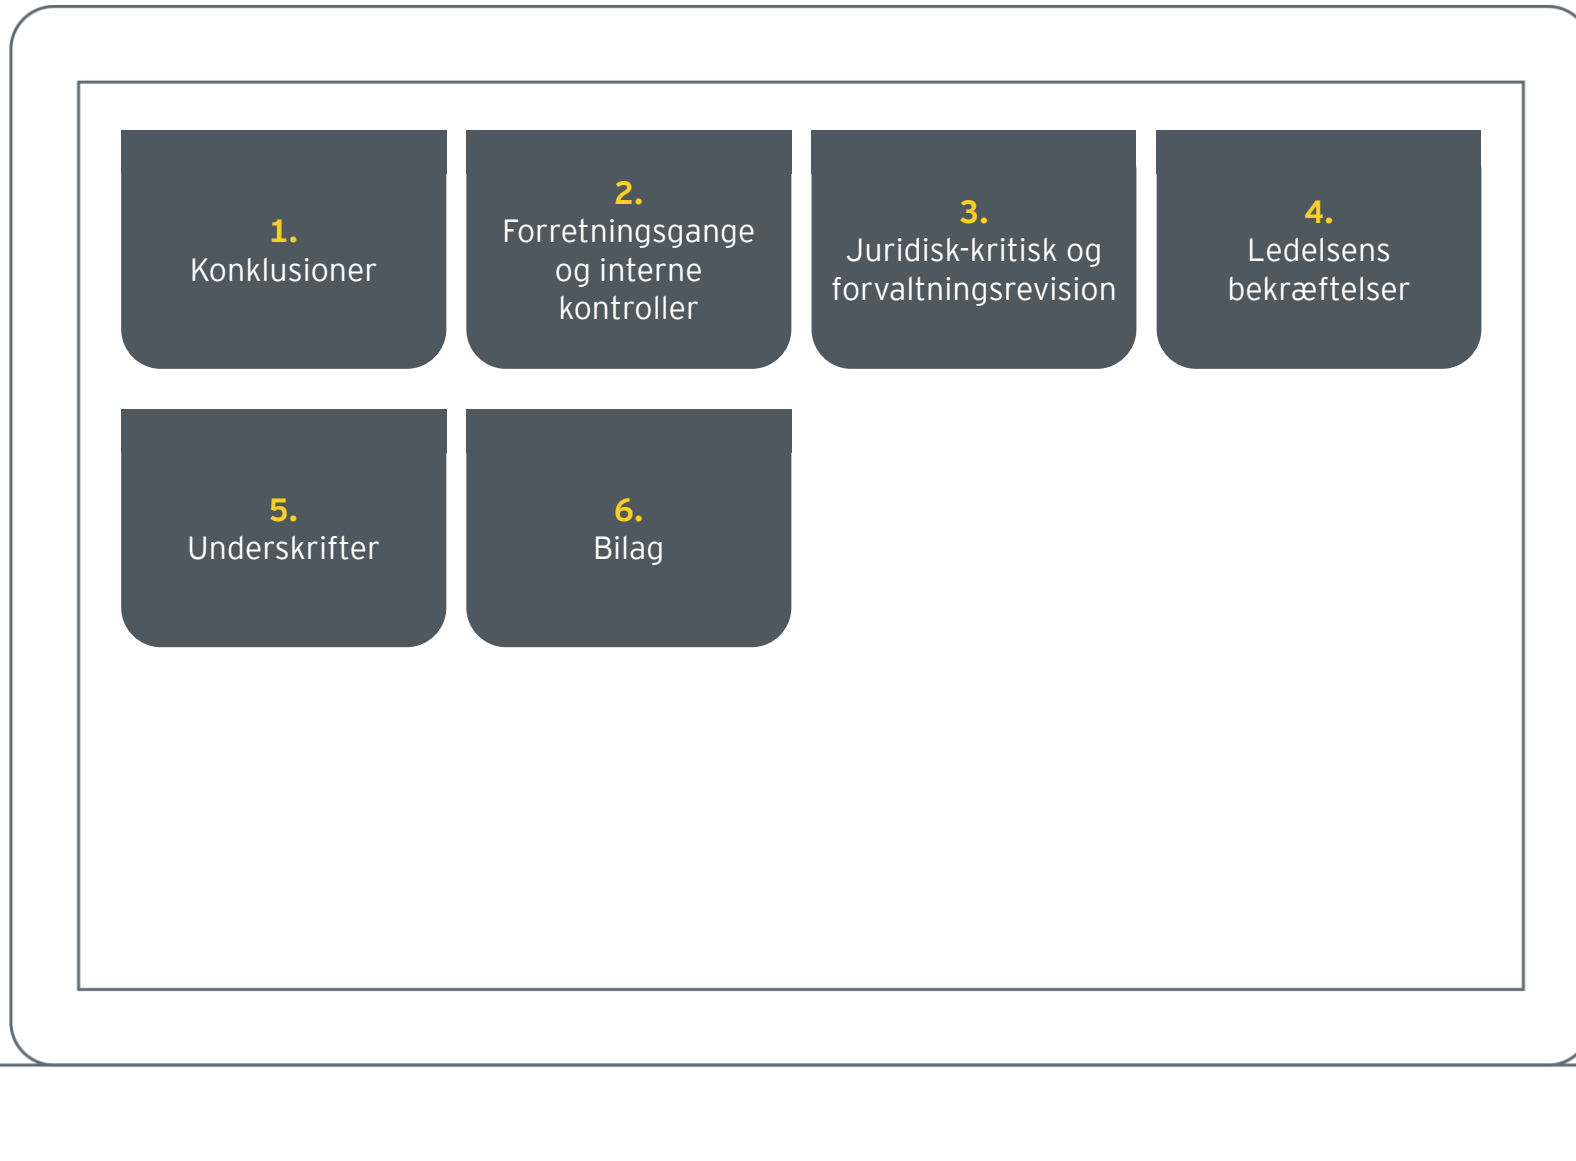 1.
Konklusioner
2.
Forretningsgange
og interne
kontroller
3.
Juridisk-kritisk og
forvaltningsrevision
4.
Ledelsens
bekræftelser
5.
Underskrifter
6.
Bilag